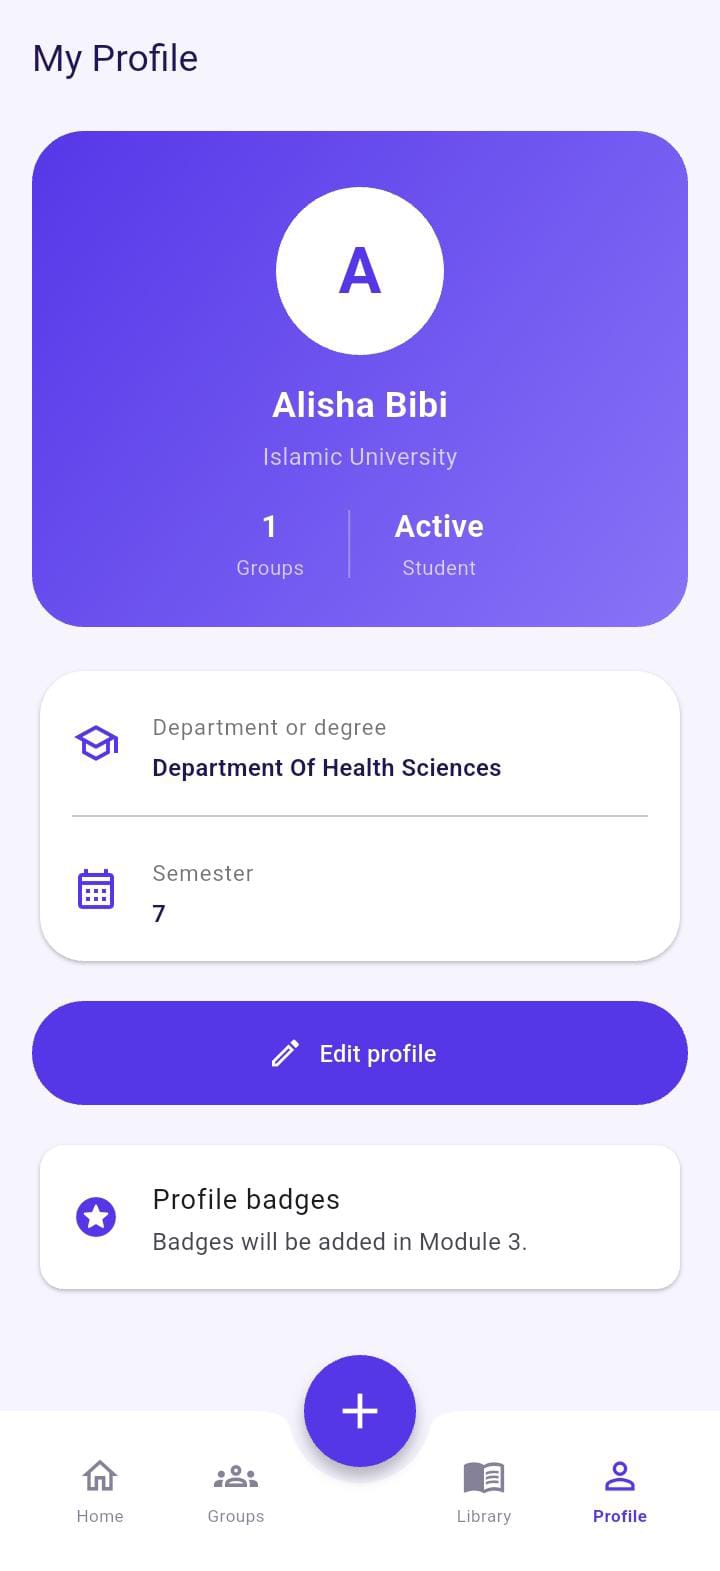 My Profile
A
Alisha Bibi
Islamic University
1
Groups
Active
Student
Department or degree
Department Of Health Sciences
Semester
7
Edit profile
Profile badges
Badges will be added in Module 3.
Home
Groups
Library
Profile